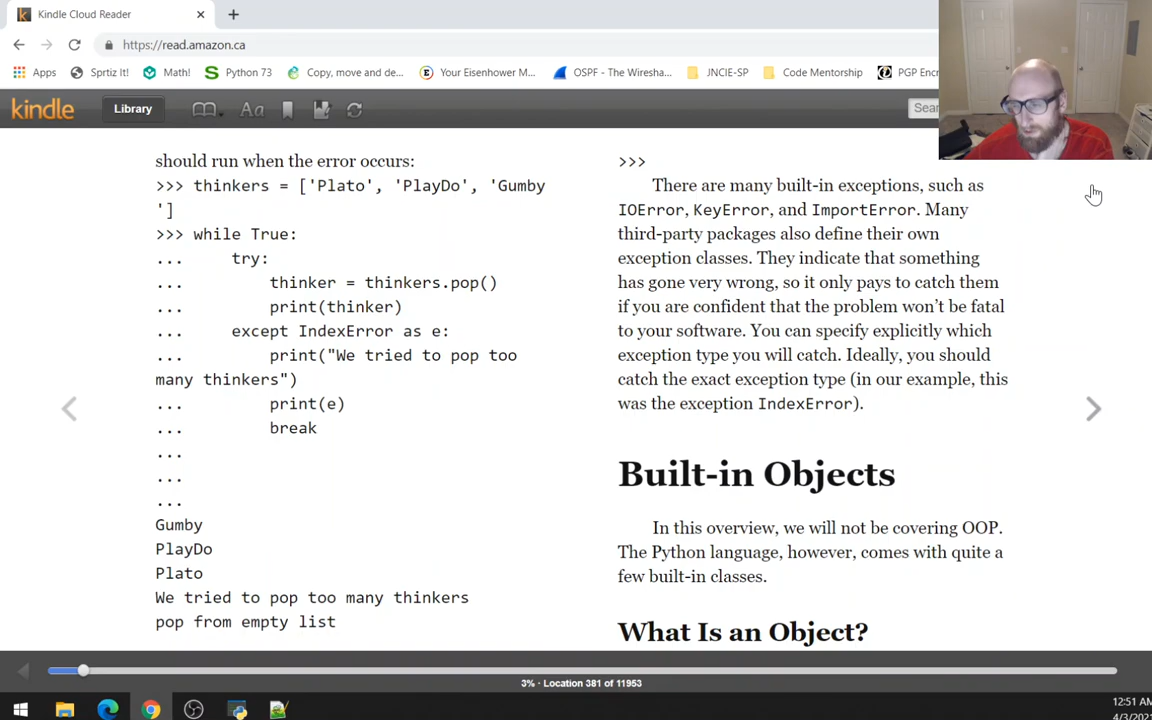 Kindle Cloud Reader
https://read.amazon.ca
Apps
Sprtiz It!
Math!
Python 73
Copy, move and de...
Your Eisenhower M...
OSPF - The Wiresha...
JNCIE-SP
Code Mentorship
PGP Encr
kindle
Library
Aa
Sear
should run when the error occurs:
>>> thinkers = ['Plato', 'PlayDo', 'Gumby
']
>>> while True:
... try:
... thinker = thinkers.pop()
... print(thinker)
... except IndexError as e:
... print("We tried to pop too
many thinkers")
... print(e)
... break
...
...
...
Gumby
PlayDo
Plato
We tried to pop too many thinkers
pop from empty list
>>>
There are many built-in exceptions, such as
IOError, KeyError, and ImportError. Many
third-party packages also define their own
exception classes. They indicate that something
has gone very wrong, so it only pays to catch them
if you are confident that the problem won't be fatal
to your software. You can specify explicitly which
exception type you will catch. Ideally, you should
catch the exact exception type (in our example, this
was the exception IndexError).
Built-in Objects
In this overview, we will not be covering OOP.
The Python language, however, comes with quite a
few built-in classes.
What Is an Object?
3% · Location 381 of 11953
12:51 AM
4/3/202